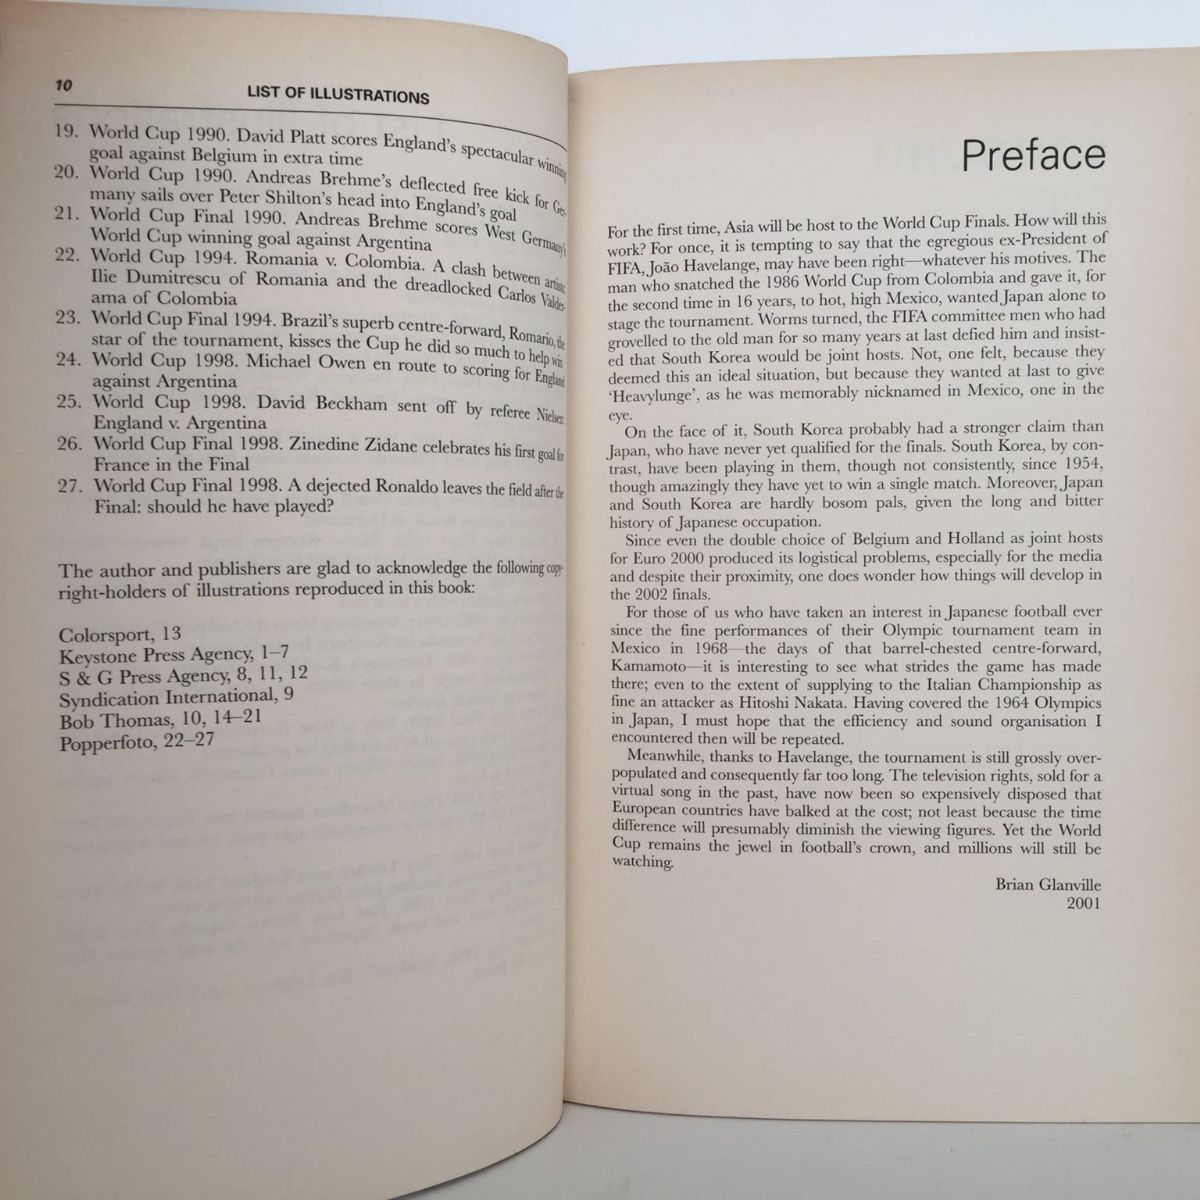 10
LIST OF ILLUSTRATIONS
19. World Cup 1990. David Platt scores England's spectacular winning
goal against Belgium in extra time
20. World Cup 1990. Andreas Brehme's deflected free kick for Ger-
many sails over Peter Shilton's head into England's goal
21. World Cup Final 1990. Andreas Brehme scores West Germany's
World Cup winning goal against Argentina
22. World Cup 1994. Romania v. Colombia. A clash between artists:
Ilie Dumitrescu of Romania and the dreadlocked Carlos Valder-
ama of Colombia
23. World Cup Final 1994. Brazil's superb centre-forward, Romario, the
star of the tournament, kisses the Cup he did so much to help win
24. World Cup 1998. Michael Owen en route to scoring for England
against Argentina
25. World Cup 1998. David Beckham sent off by referee Nielsen:
England v. Argentina
26. World Cup Final 1998. Zinedine Zidane celebrates his first goal for
France in the Final
27. World Cup Final 1998. A dejected Ronaldo leaves the field after the
Final: should he have played?
The author and publishers are glad to acknowledge the following copy-
right-holders of illustrations reproduced in this book:
Colorsport, 13
Keystone Press Agency, 1–7
S & G Press Agency, 8, 11, 12
Syndication International, 9
Bob Thomas, 10, 14–21
Popperfoto, 22–27
Preface
For the first time, Asia will be host to the World Cup Finals. How will this
work? For once, it is tempting to say that the egregious ex-President of
FIFA, João Havelange, may have been right—whatever his motives. The
man who snatched the 1986 World Cup from Colombia and gave it, for
the second time in 16 years, to hot, high Mexico, wanted Japan alone to
stage the tournament. Worms turned, the FIFA committee men who had
grovelled to the old man for so many years at last defied him and insist-
ed that South Korea would be joint hosts. Not, one felt, because they
deemed this an ideal situation, but because they wanted at last to give
'Heavylunge', as he was memorably nicknamed in Mexico, one in the
eye.
On the face of it, South Korea probably had a stronger claim than
Japan, who have never yet qualified for the finals. South Korea, by con-
trast, have been playing in them, though not consistently, since 1954,
though amazingly they have yet to win a single match. Moreover, Japan
and South Korea are hardly bosom pals, given the long and bitter
history of Japanese occupation.
Since even the double choice of Belgium and Holland as joint hosts
for Euro 2000 produced its logistical problems, especially for the media
and despite their proximity, one does wonder how things will develop in
the 2002 finals.
For those of us who have taken an interest in Japanese football ever
since the fine performances of their Olympic tournament team in
Mexico in 1968—the days of that barrel-chested centre-forward,
Kamamoto—it is interesting to see what strides the game has made
there; even to the extent of supplying to the Italian Championship as
fine an attacker as Hitoshi Nakata. Having covered the 1964 Olympics
in Japan, I must hope that the efficiency and sound organisation I
encountered then will be repeated.
Meanwhile, thanks to Havelange, the tournament is still grossly over-
populated and consequently far too long. The television rights, sold for a
virtual song in the past, have now been so expensively disposed that
European countries have balked at the cost; not least because the time
difference will presumably diminish the viewing figures. Yet the World
Cup remains the jewel in football's crown, and millions will still be
watching.
Brian Glanville
2001